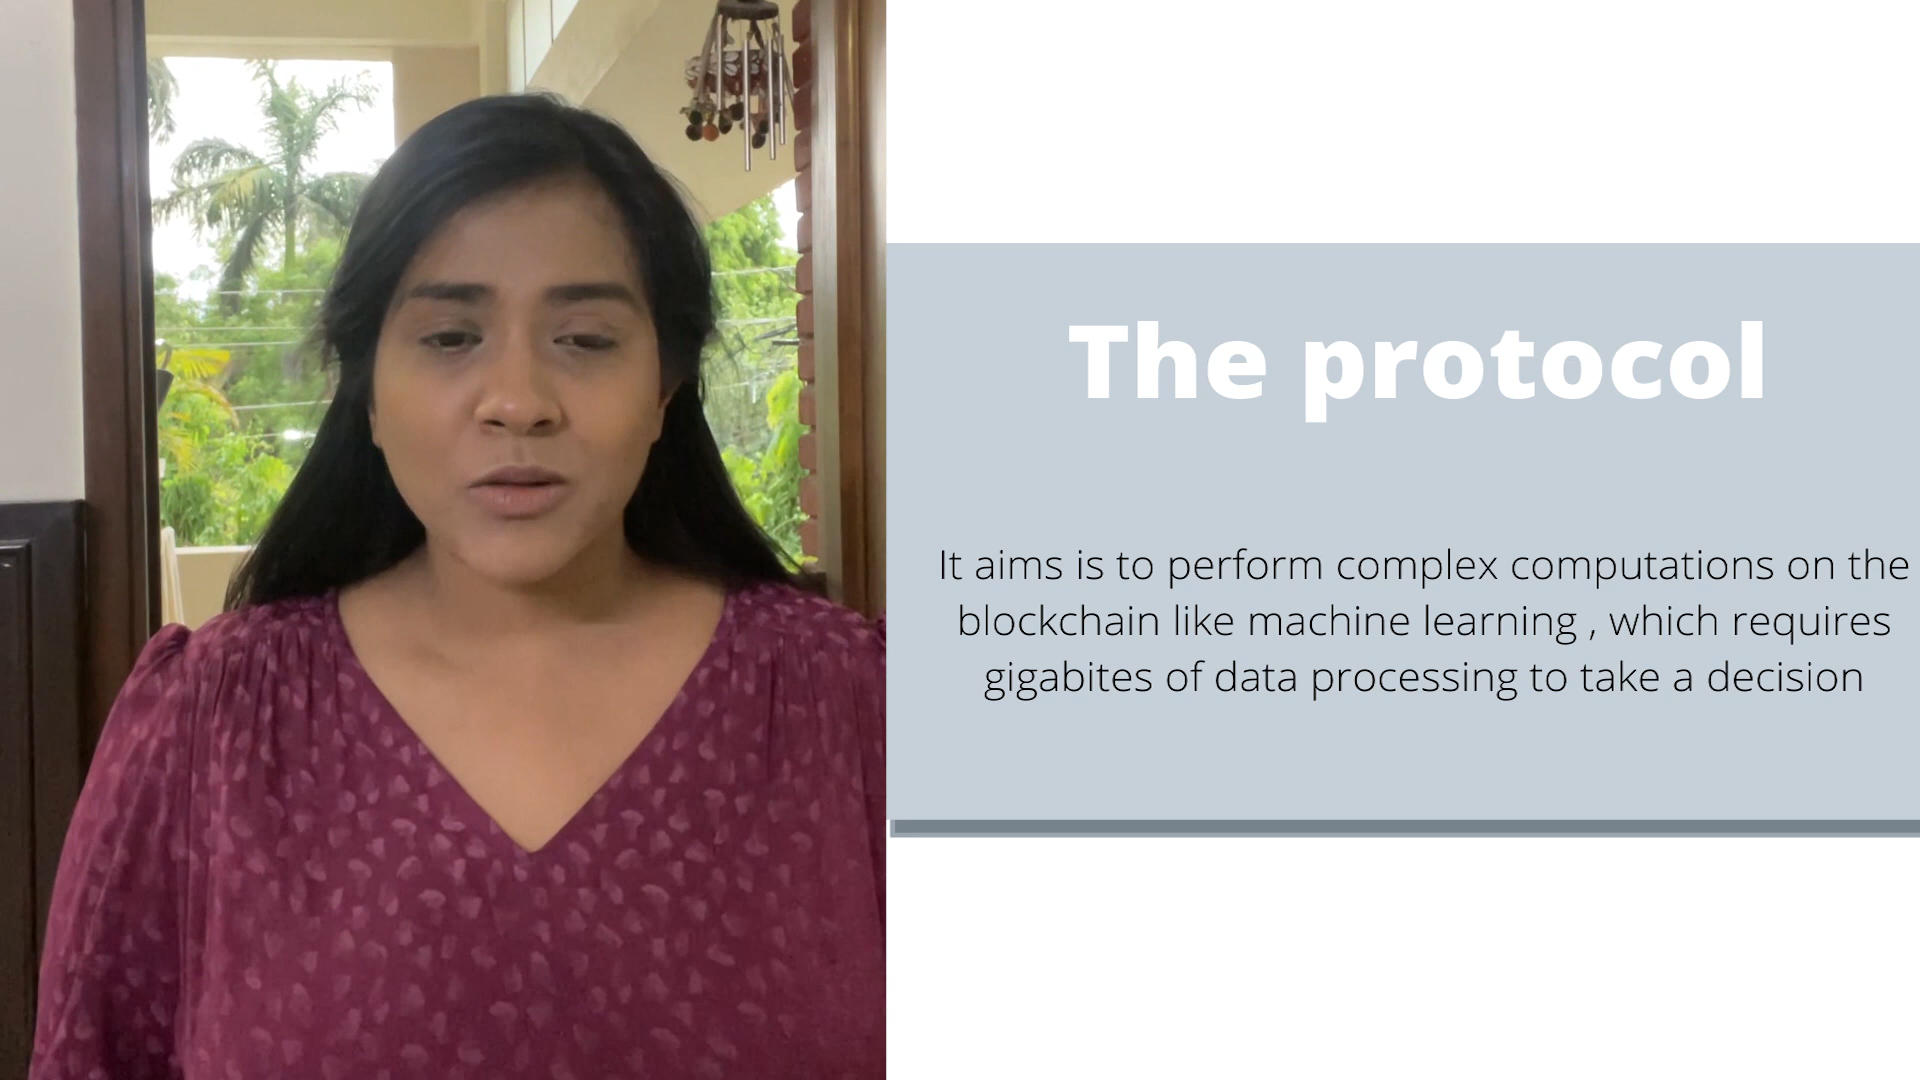 The protocol
It aims is to perform complex computations on the
blockchain like machine learning , which requires
gigabites of data processing to take a decision